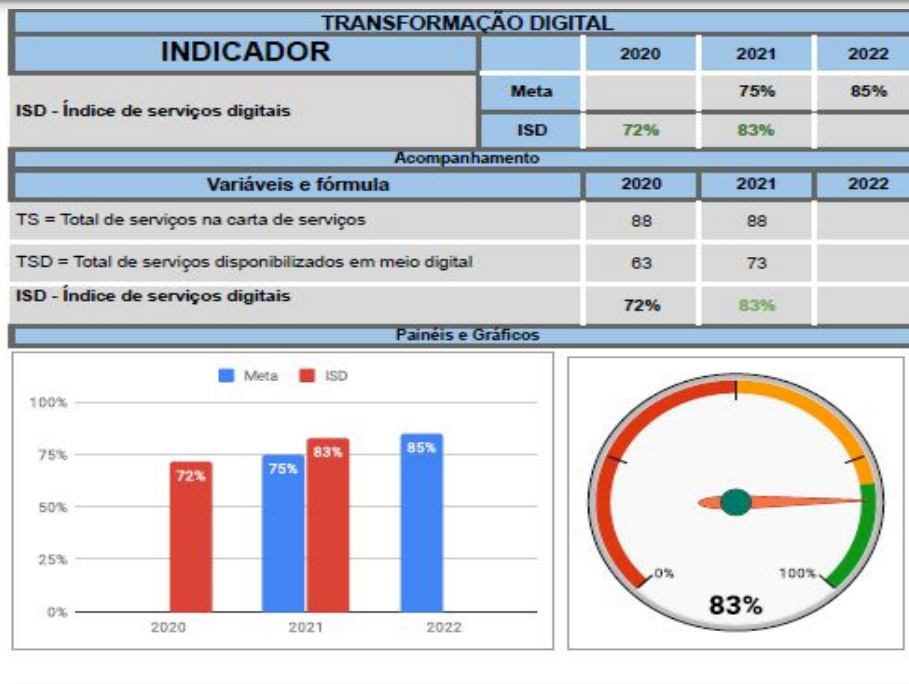 TRANSFORMAÇÃO DIGITAL
INDICADOR 2020 2021 2022
ISD - Índice de serviços digitais
Meta 75% 85%
ISD 72% 83%
Acompanhamento
Variáveis e fórmula 2020 2021 2022
TS = Total de serviços na carta de serviços 88 88
TSD = Total de serviços disponibilizados em meio digital 63 73
ISD - Índice de serviços digitais 72% 83%
Painéis e Gráficos
Meta ISD
100%
75%
50%
25%
0%
72%
75%
83%
85%
2020 2021 2022
0% 100%
83%